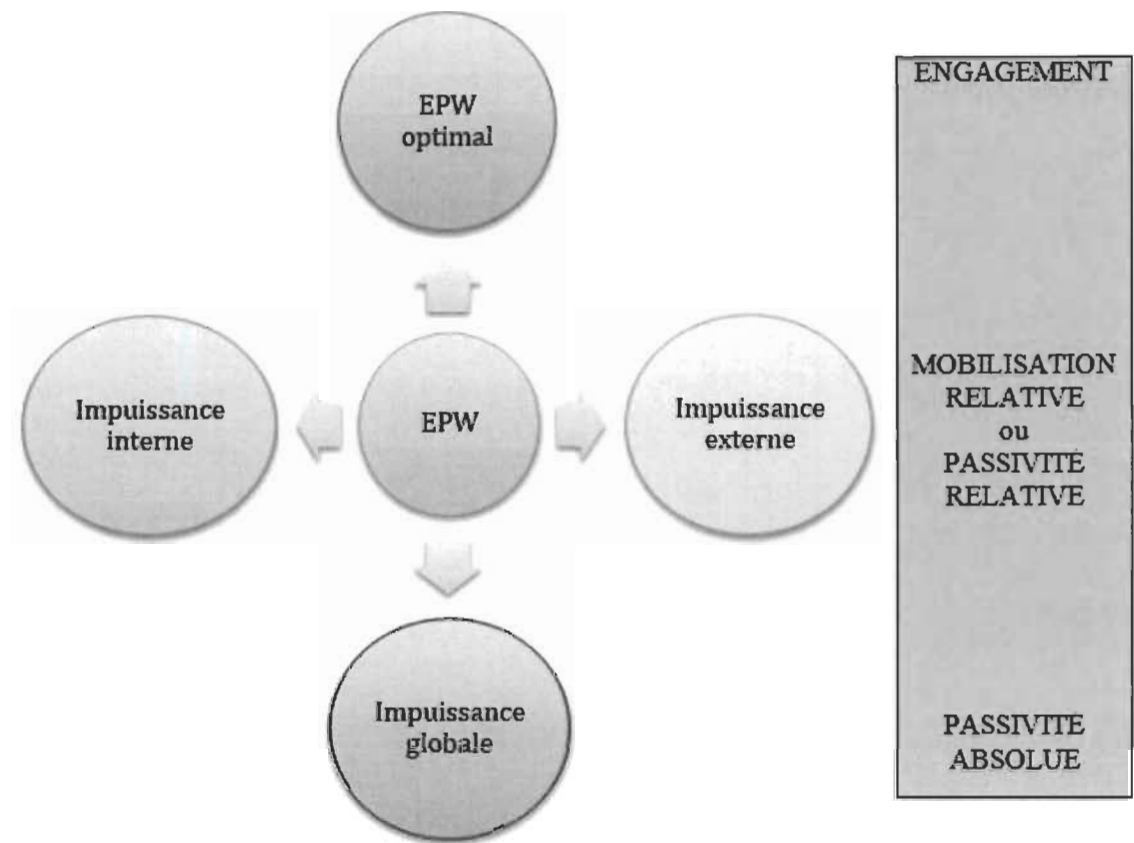 EPW
optimal
Impuissance
interne
EPW
Impuissance
externe
Impuissance
globale
ENGAGEMENT
MOBILISATION
RELATIVE
ou
PASSIVITÉ
RELATIVE
PASSIVITÉ
ABSOLUE